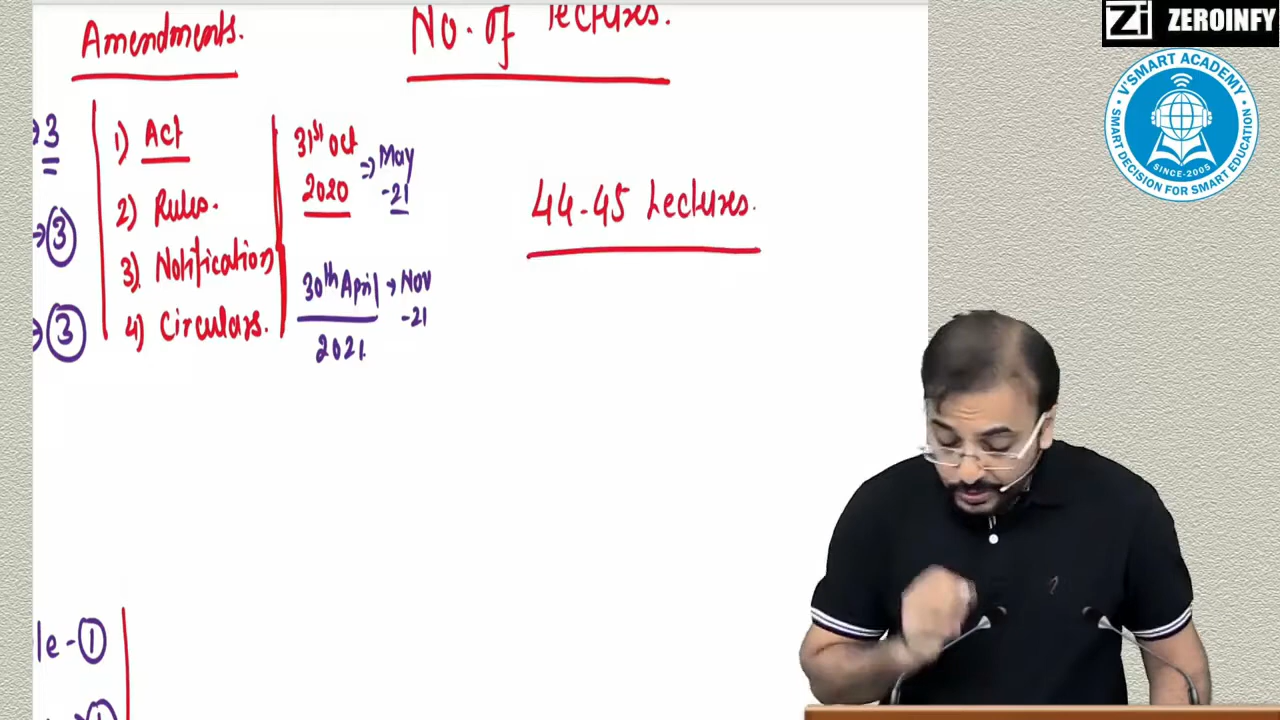 Amendments.
No. of lectures.
3
1) Act
2) Rules.
3) Notification
4) Circulars.
3
3
31st Oct
2020
⇒ May
-21
30th April → Nov
-21
2021.
44-45 Lectures.
le - 1
1
Zi ZEROINFY
V'SMART ACADEMY
SINCE-2005
SMART DECISION FOR SMART EDUCATION